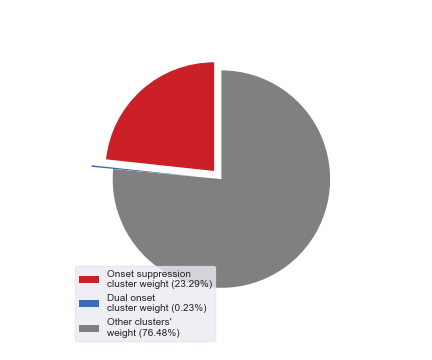 Onset suppression
cluster weight (23.29%)
Dual onset
cluster weight (0.23%)
Other clusters'
weight (76.48%)